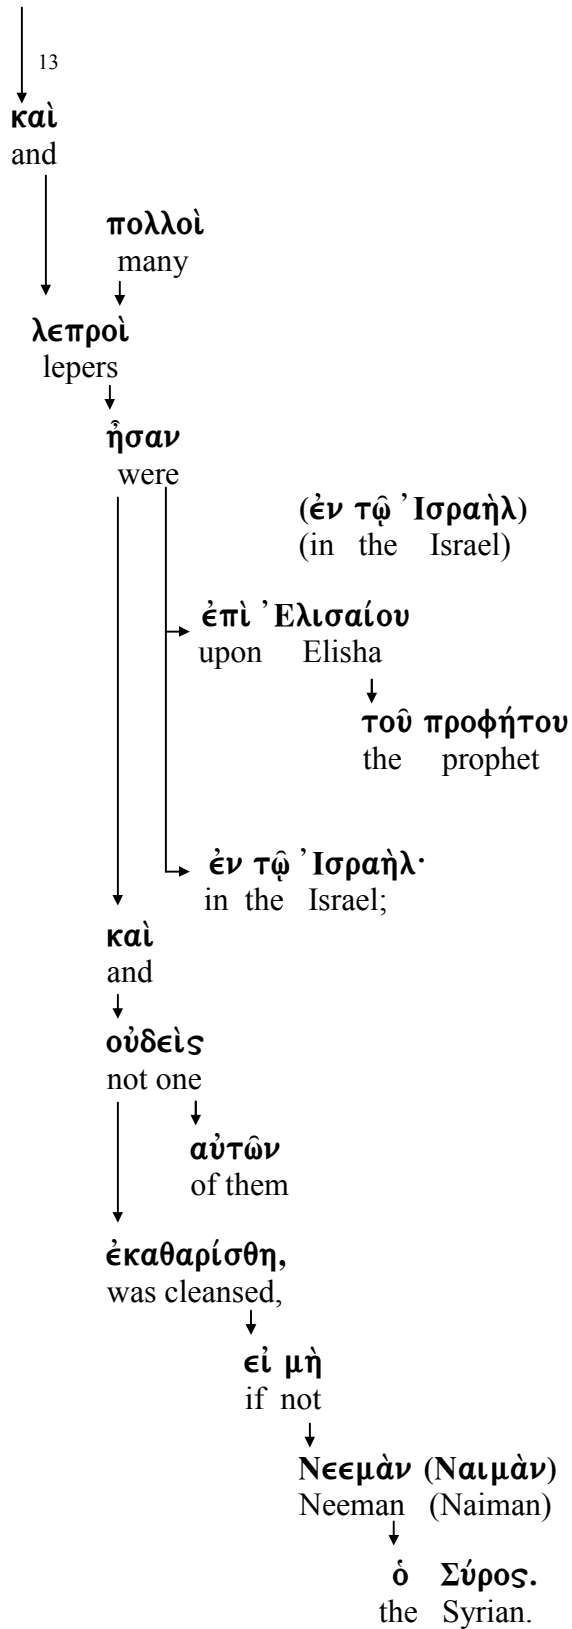 13
καὶ
and
πολλοὶ
many
λεπροὶ
lepers
ἦσαν
were
(ἐν τῷ Ἰσραὴλ)
(in the Israel)
ἐπὶ Ἐλισαίου
upon Elisha
τοῦ προφήτου
the prophet
ἐν τῷ Ἰσραὴλ·
in the Israel;
καὶ
and
οὐδεὶς
not one
αὐτῶν
of them
ἐκαθαρίσθη,
was cleansed,
εἰ μὴ
if not
Νεεμὰν (Ναιμὰν)
Neeman (Naiman)
ὁ Σύρος.
the Syrian.